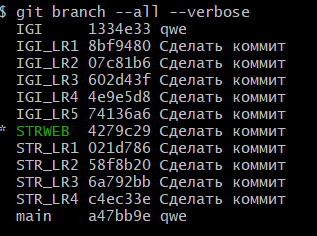 $ git branch --all --verbose
IGI 1334e33 qwe
IGI_LR1 8bf9480 Сделать коммит
IGI_LR2 07c81b6 Сделать коммит
IGI_LR3 602d43f Сделать коммит
IGI_LR4 4e9e5d8 Сделать коммит
IGI_LR5 74136a6 Сделать коммит
* STRWEB 4279c29 Сделать коммит
STR_LR1 021d786 Сделать коммит
STR_LR2 58f8b20 Сделать коммит
STR_LR3 6a792bb Сделать коммит
STR_LR4 c4ec33e Сделать коммит
main a47bb9e qwe